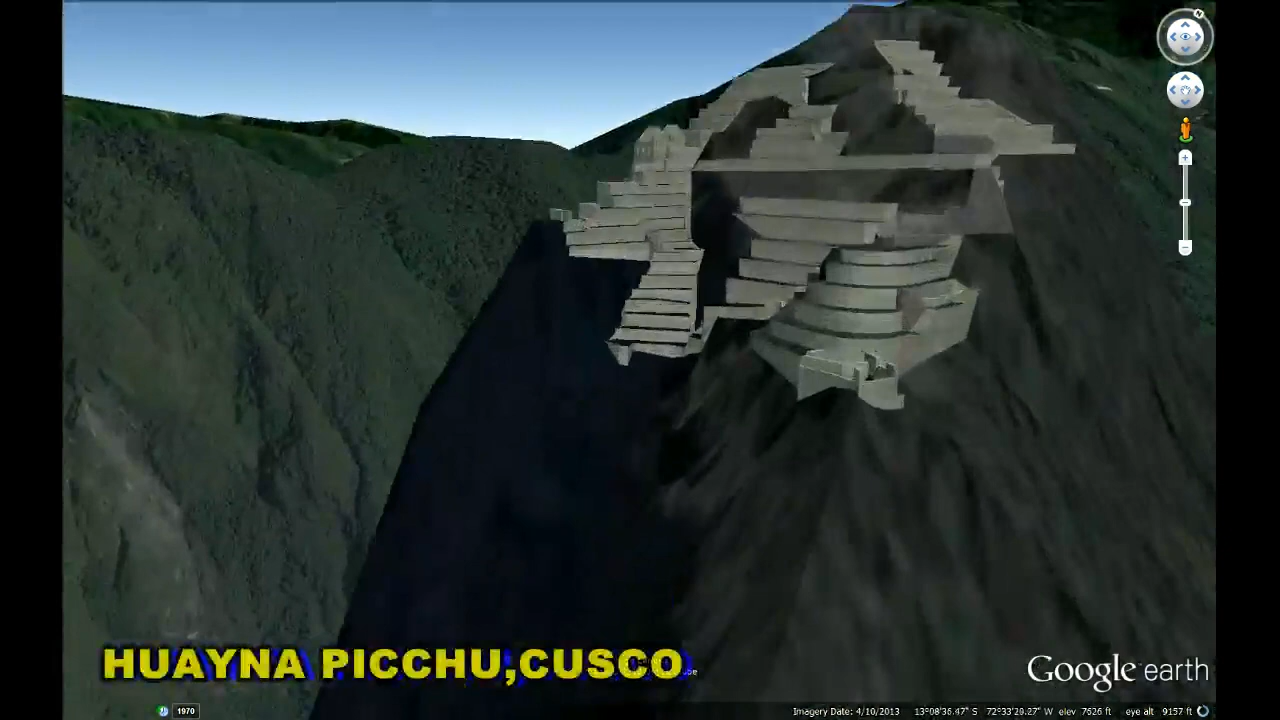 N
HUAYNA PICCHU,CUSCO
Google earth
1970
Imagery Date: 4/10/2013 13°08'36.47" S 72°33'20.27" W elev 7626 ft eye alt 9157 ft